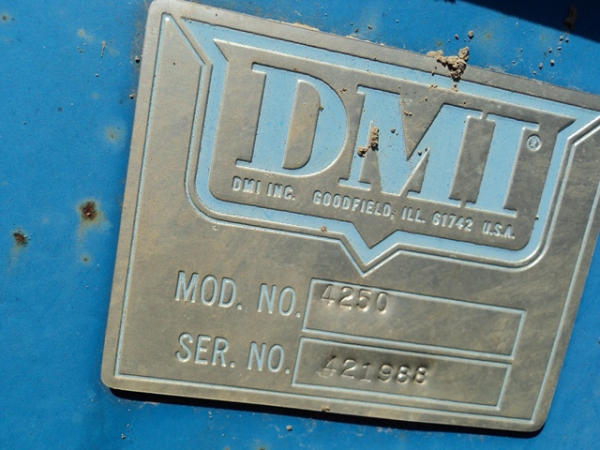 DMI®
DMI INC. GOODFIELD, ILL. 61742 U.S.A.
MOD. NO. 4250
SER. NO. 421988